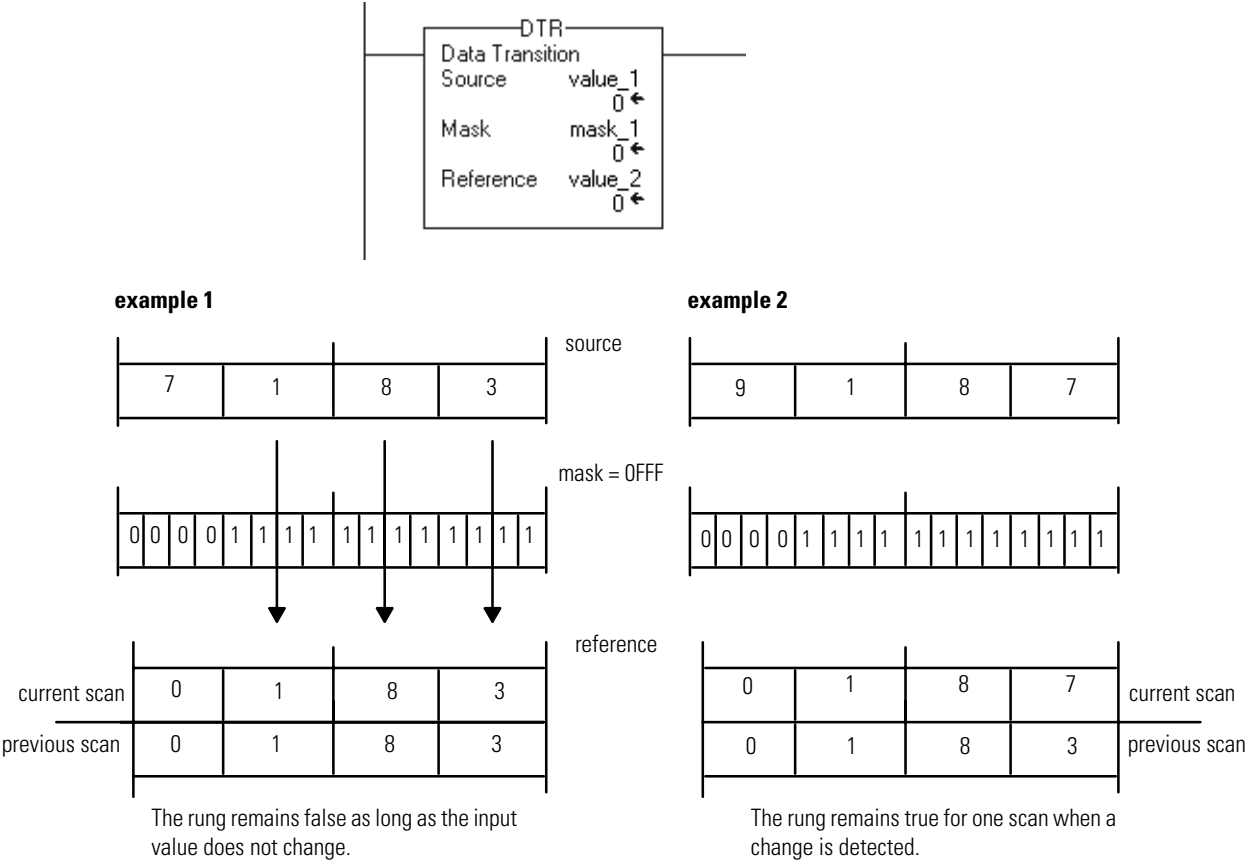 DTR
Data Transition
Source value_1
0
Mask mask_1
0
Reference value_2
0
example 1 example 2
source
7 1 8 3 9 1 8 7
mask = 0FFF
0 0 0 0 1 1 1 1 1 1 1 1 1 1 1 1 0 0 0 0 1 1 1 1 1 1 1 1 1 1 1 1
reference
current scan 0 1 8 3 0 1 8 7 current scan
previous scan 0 1 8 3 0 1 8 3 previous scan
The rung remains false as long as the input
value does not change.
The rung remains true for one scan when a
change is detected.